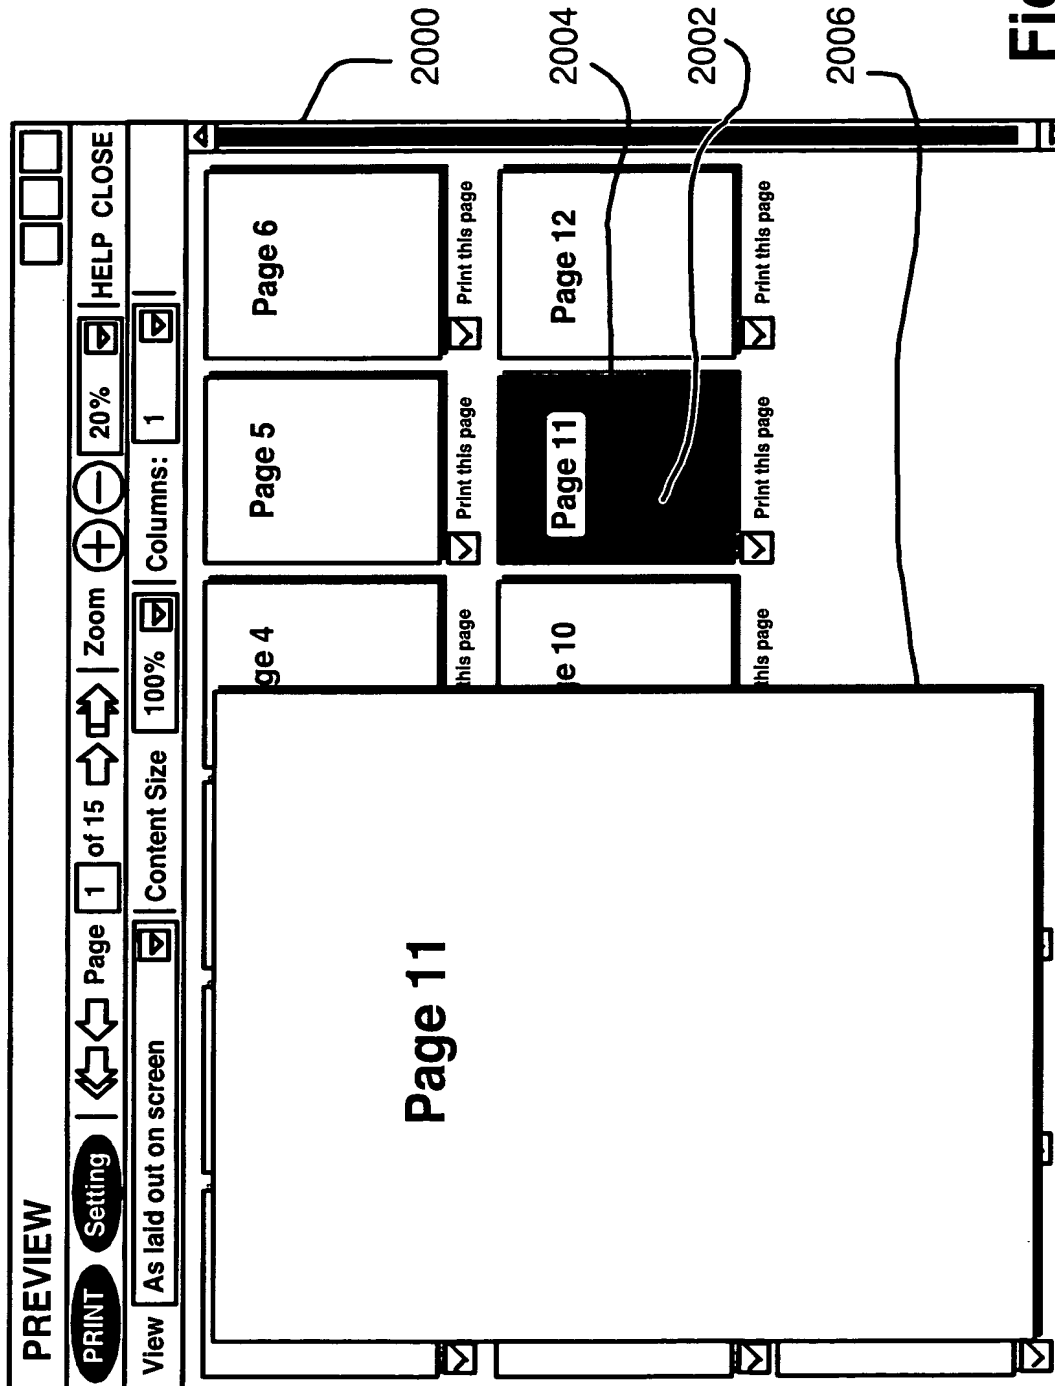 PREVIEW
PRINT Setting Page 1 of 15 Zoom 20% HELP CLOSE
View As laid out on screen Content Size 100% Columns: 1
ge 4 Page 5 Page 6
this page Print this page Print this page
e 10 Page 11 Page 12
this page Print this page Print this page
Page 11
2000
2004
2002
2006